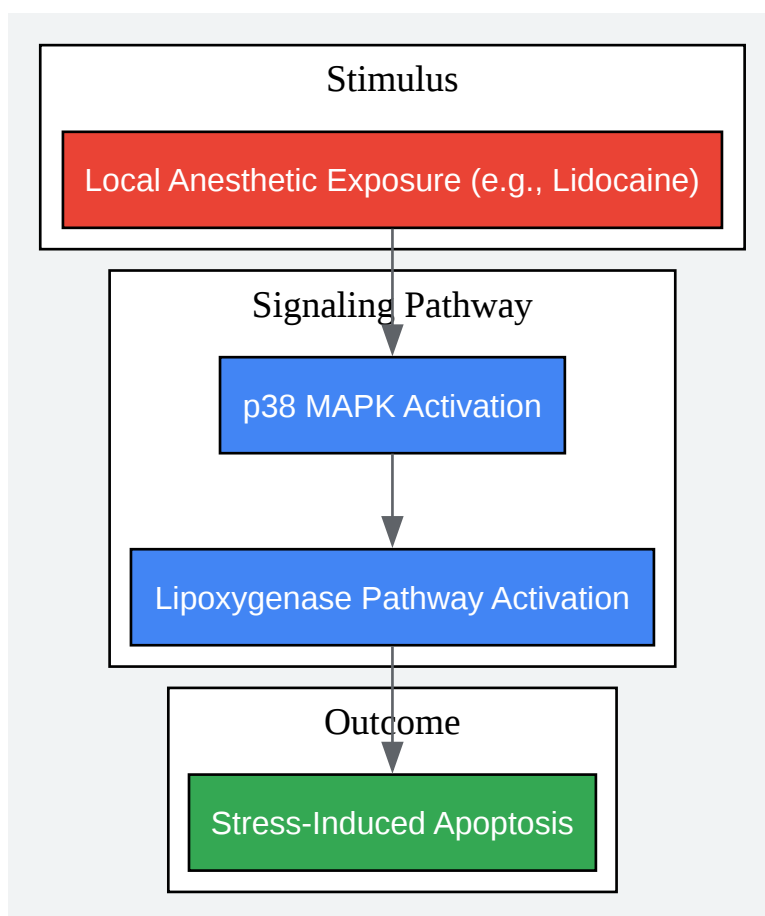 Stimulus
Local Anesthetic Exposure (e.g., Lidocaine)
Signaling Pathway
p38 MAPK Activation
Lipoxygenase Pathway Activation
Outcome
Stress-Induced Apoptosis